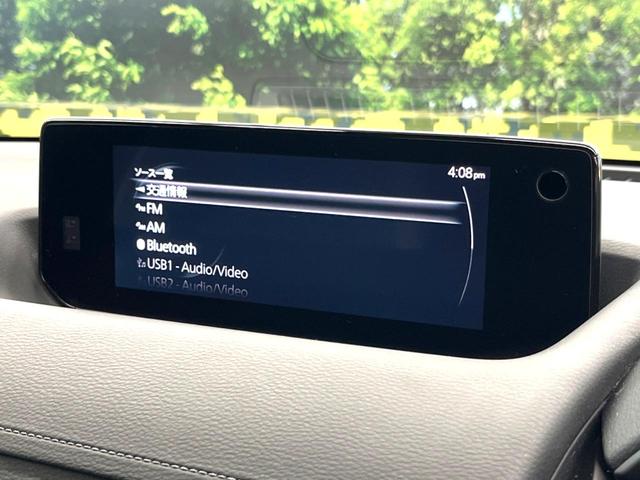 ソース一覧
4:08pm
交通情報
FM
AM
Bluetooth
USB1 - Audio/Video
USB2 - Audio/Video